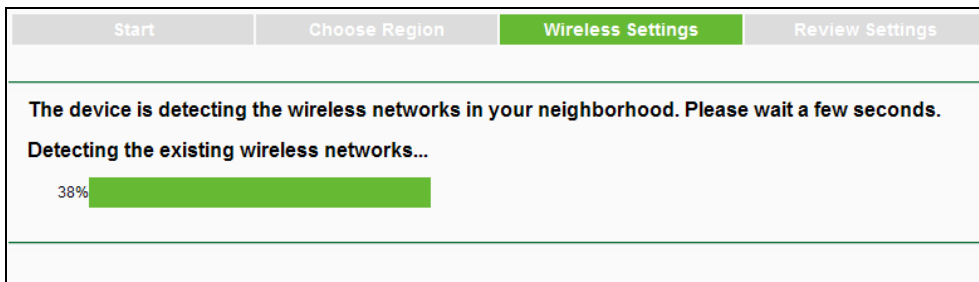 Start Choose Region Wireless Settings Review Settings
The device is detecting the wireless networks in your neighborhood. Please wait a few seconds.
Detecting the existing wireless networks...
38%